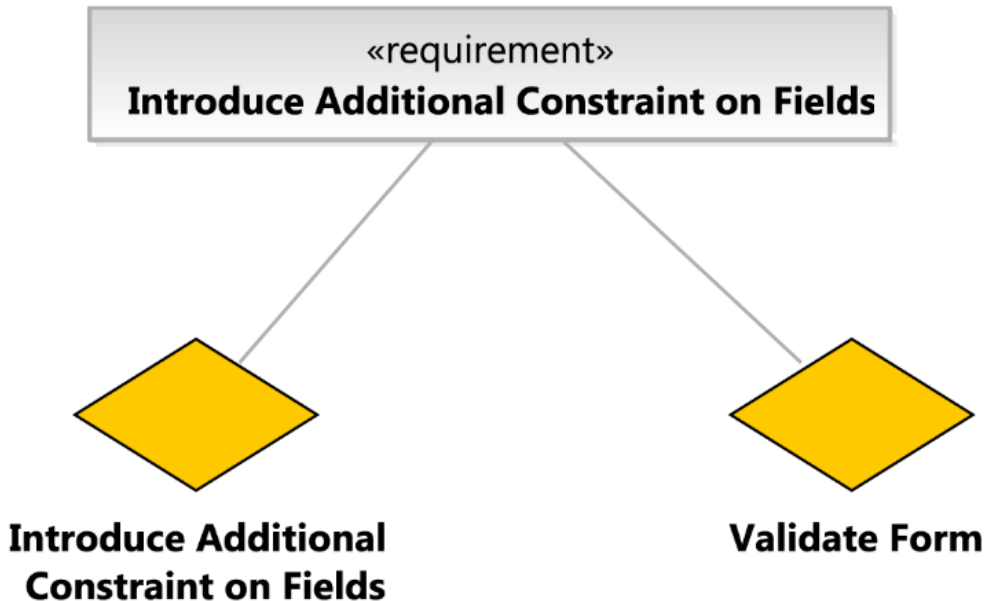 «requirement»
Introduce Additional Constraint on Fields
Introduce Additional
Constraint on Fields
Validate Form